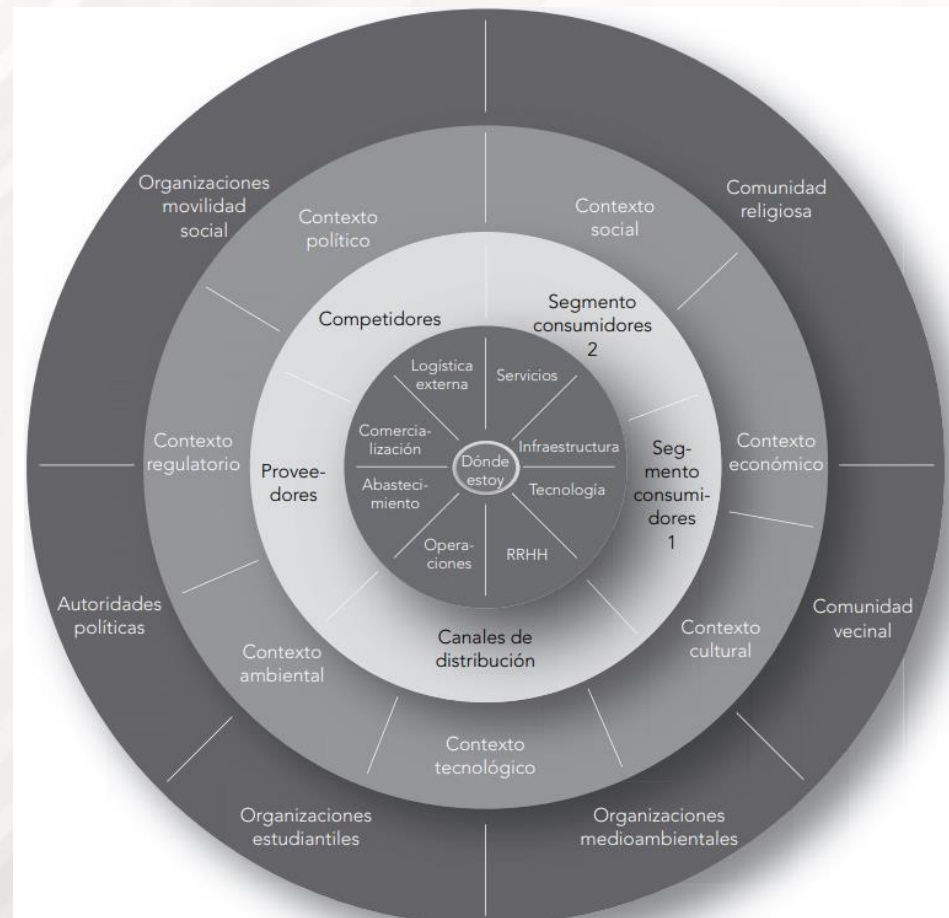 Organizaciones
movilidad
social
Comunidad
religiosa
Contexto
político
Contexto
social
Competidores
Segmento
consumidores
2
Logística
externa
Servicios
Comercia-
lización
Infraestructura
Dónde
estoy
Abasteci-
miento
Tecnología
Opera-
ciones
RRHH
Contexto
regulatorio
Provee-
dores
Seg-
mento
consumi-
dores
1
Contexto
económico
Autoridades
políticas
Contexto
ambiental
Canales de
distribución
Contexto
cultural
Comunidad
vecinal
Contexto
tecnológico
Organizaciones
estudiantiles
Organizaciones
medioambientales